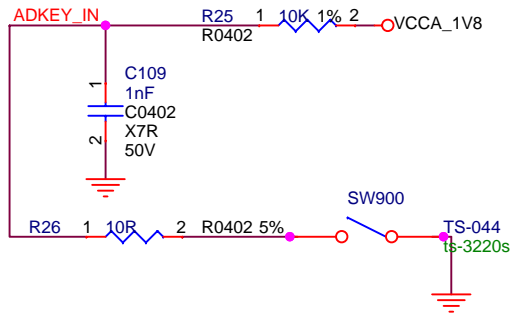 ADKEY_IN
R25 1 10K 1% 2 VCCA_1V8
R0402
1 C109
1nF
C0402
2 X7R
50V
SW900
R26 1 10R 2 R0402 5% TS-044
ts-3220s